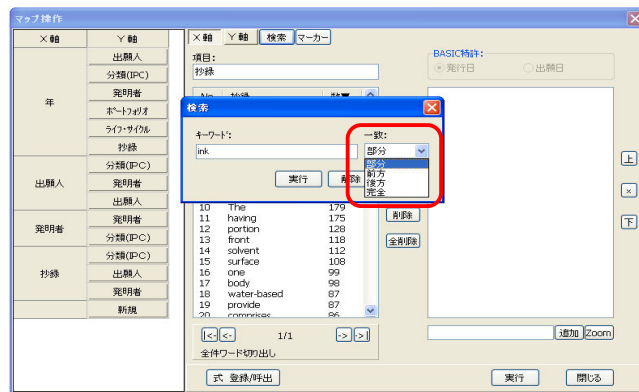 マップ操作
X 軸 Y 軸
年
出願人
分類(IPC)
発明者
ポートフォリオ
ライフ・サイクル
抄録
出願人
分類(IPC)
発明者
出願人
発明者
発明者
分類(IPC)
抄録
分類(IPC)
出願人
発明者
新規
X 軸 Y 軸 検索 マーカー
項目:
抄録
BASIC特許:
発行日 出願日
検索
キーワード: 一致:
ink 部分
部分
前方
後方
完全
実行 削除
10 The 179
11 having 175
12 portion 128
13 front 118
14 solvent 112
15 surface 108
16 one 99
17 body 98
18 water-based 87
19 provide 87
20 comprises 86
削除
全削除
上
×
下
|<- <- 1/1 -> ->|
全件ワード切り出し
追加 Zoom
式 登録/呼出 実行 閉じる